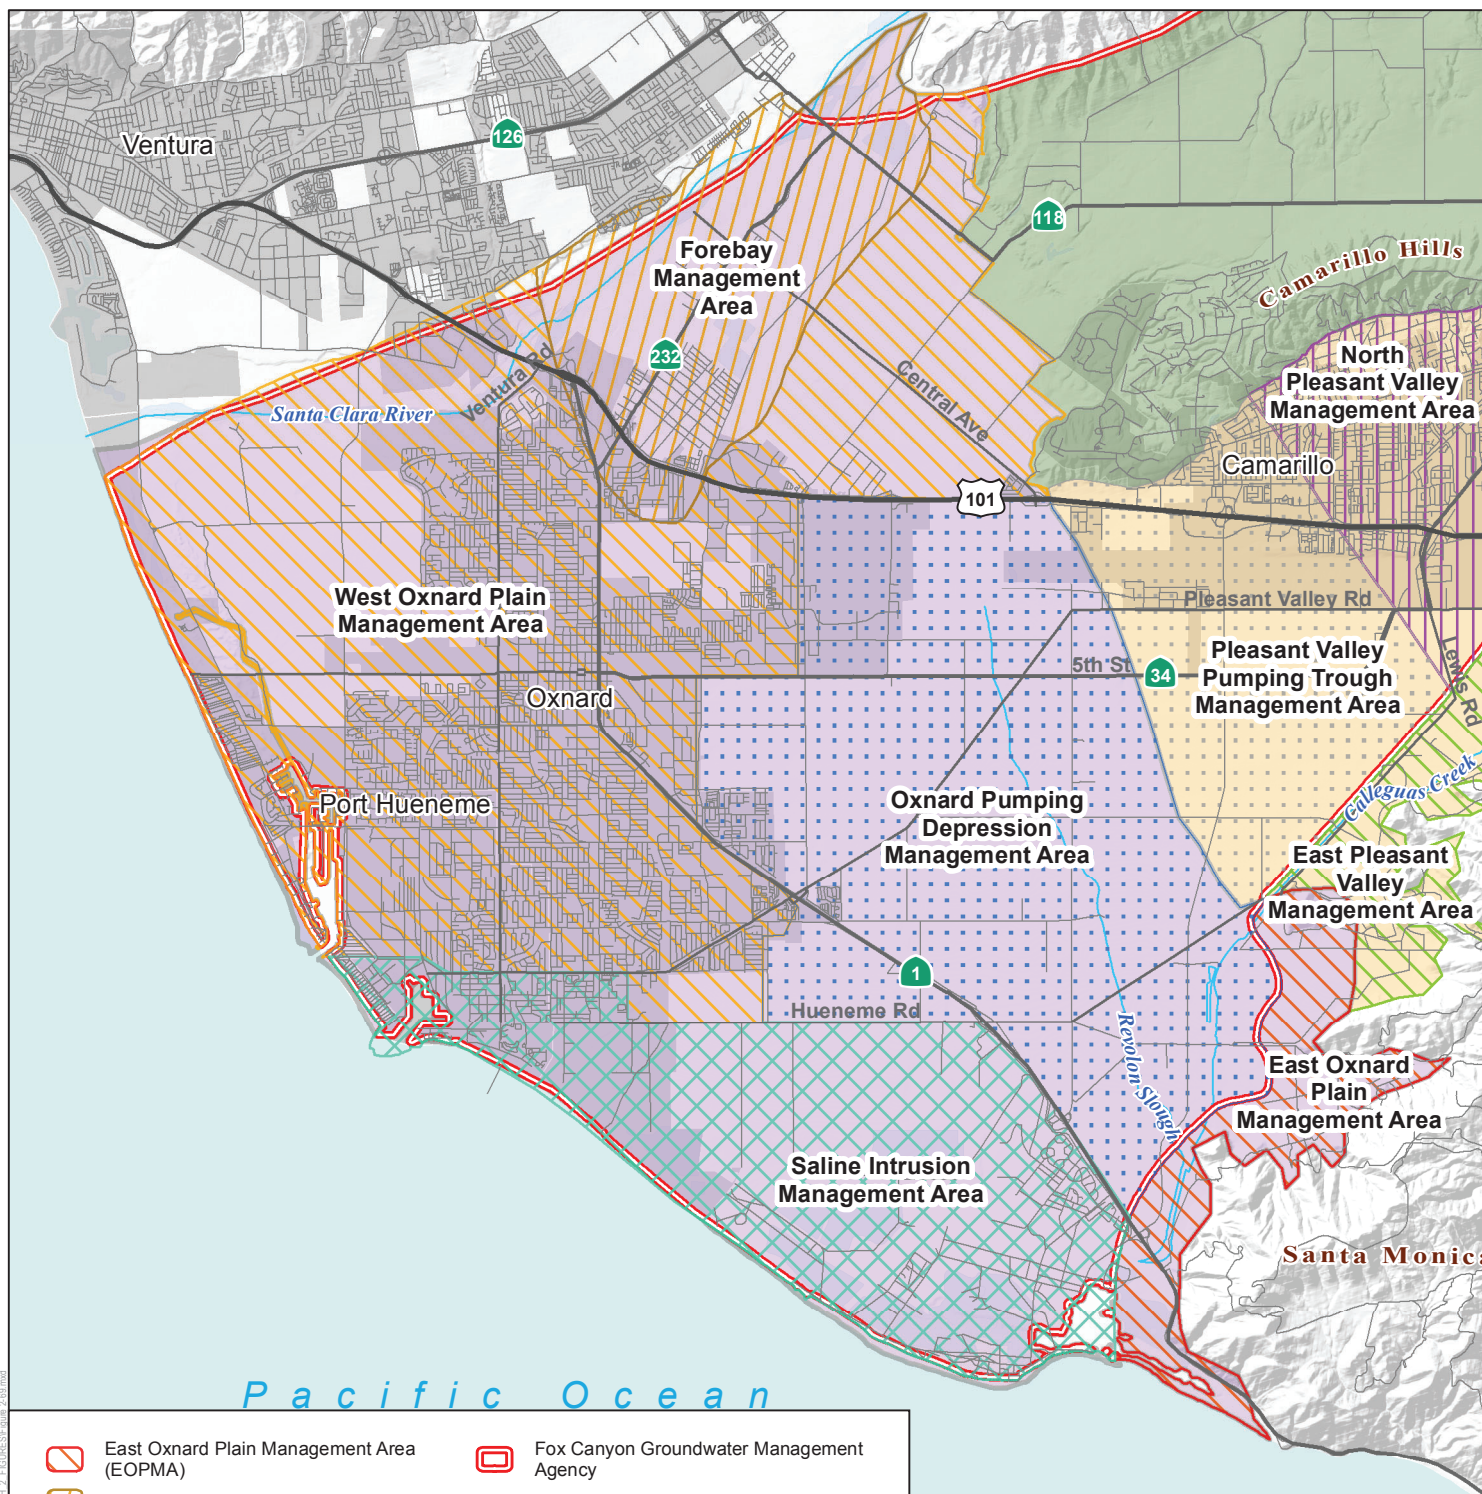 Ventura
126
118
Camarillo Hills
Forebay
Management
Area
232
Ventura Rd
Santa Clara River
Central Ave
North
Pleasant Valley
Management Area
Camarillo
101
West Oxnard Plain
Management Area
Pleasant Valley Rd
5th St
34
Pleasant Valley
Pumping Trough
Management Area
Lewis Rd
Oxnard
Port Hueneme
Oxnard Pumping
Depression
Management Area
Calleguas Creek
East Pleasant
Valley
Management Area
1
Hueneme Rd
Revolon Slough
East Oxnard
Plain
Management Area
Saline Intrusion
Management Area
Santa Monica
Pacific Ocean
East Oxnard Plain Management Area
(EOPMA)
Fox Canyon Groundwater Management
Agency